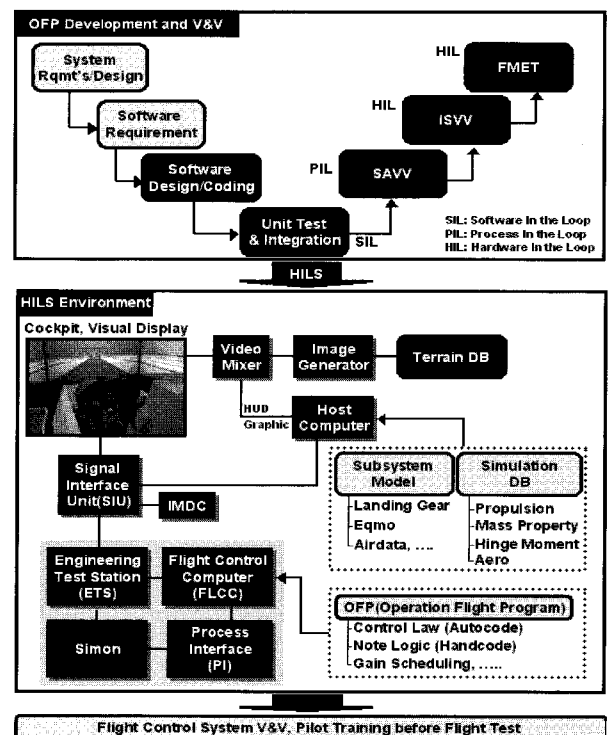 OFP Development and V&V
System
Rqmt's/Design
Software
Requirement
Software
Design/Coding
Unit Test
& Integration
SIL
PIL
SAVV
HIL
ISVV
HIL
FMET
SIL: Software In the Loop
PIL: Process In the Loop
HIL: Hardware In the Loop
HILS
HILS Environment
Cockpit, Visual Display
Video
Mixer
Image
Generator
Terrain DB
HUD
Graphic
Host
Computer
Signal
Interface
Unit(SIU)
IMDC
Subsystem
Model
-Landing Gear
-Eqmo
-Airdata, ....
Simulation
DB
-Propulsion
-Mass Property
-Hinge Moment
-Aero
Engineering
Test Station
(ETS)
Flight Control
Computer
(FLCC)
Simon
Process
Interface
(PI)
OFP(Operation Flight Program)
-Control Law (Autocode)
-Note Logic (Handcode)
-Gain Scheduling, .....
Flight Control System V&V, Pilot Training before Flight Test